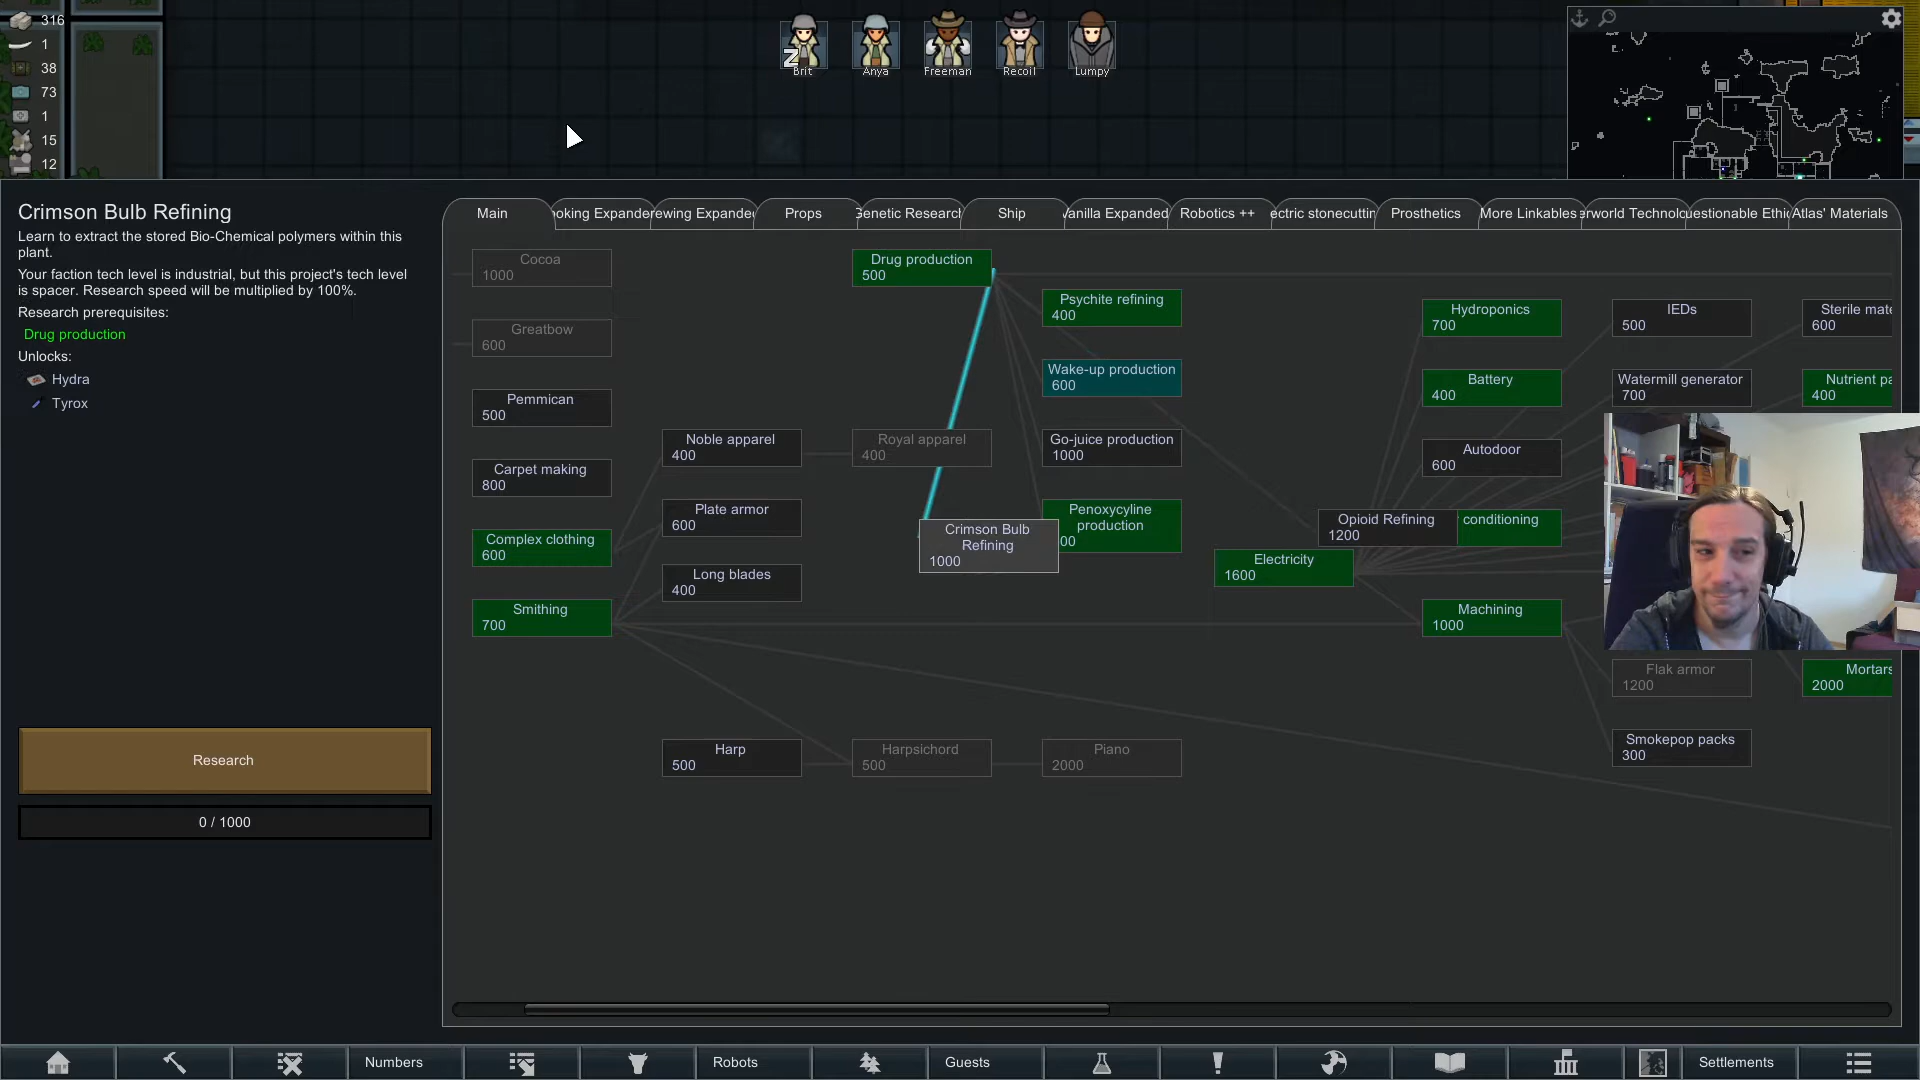 316
1
38
73
1
15
12
Z
Brit
Anya
Freeman
Recoil
Lumpy
Crimson Bulb Refining
Learn to extract the stored Bio-Chemical polymers within this
plant.
Your faction tech level is industrial, but this project's tech level
is spacer. Research speed will be multiplied by 100%.
Research prerequisites:
Drug production
Unlocks:
Hydra
Tyrox
Research
0 / 1000
Main
ooking Expande
rewing Expande
Props
Genetic Research
Ship
Vanilla Expanded
Robotics ++
ectric stonecuttin
Prosthetics
More Linkables
erworld Technolo
uestionable Ethi
Atlas' Materials
Cocoa
1000
Greatbow
600
Pemmican
500
Carpet making
800
Complex clothing
600
Smithing
700
Noble apparel
400
Plate armor
600
Long blades
400
Harp
500
Drug production
500
Royal apparel
400
Crimson Bulb
Refining
1000
Harpsichord
500
Psychite refining
400
Wake-up production
600
Go-juice production
1000
Penoxycyline
production
00
Piano
2000
Electricity
1600
Opioid Refining
1200
Hydroponics
700
Battery
400
Autodoor
600
conditioning
Machining
1000
IEDs
500
Watermill generator
700
Flak armor
1200
Smokepop packs
300
Sterile mate
600
Nutrient pa
400
Mortars
2000
Numbers
Robots
Guests
Settlements